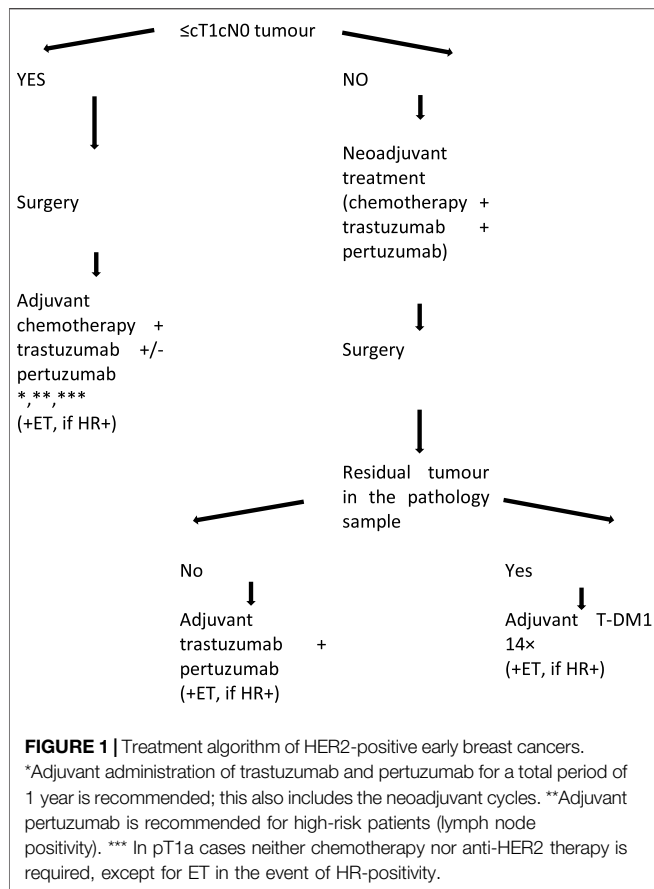 ≤cT1cN0 tumour
YES
Surgery
Adjuvant
chemotherapy +
trastuzumab +/-
pertuzumab
*,**,***
(+ET, if HR+)
NO
Neoadjuvant
treatment
(chemotherapy +
trastuzumab +
pertuzumab)
Surgery
Residual tumour
in the pathology
sample
No
Adjuvant
trastuzumab +
pertuzumab
(+ET, if HR+)
Yes
Adjuvant T-DM1
14×
(+ET, if HR+)
FIGURE 1 | Treatment algorithm of HER2-positive early breast cancers.
*Adjuvant administration of trastuzumab and pertuzumab for a total period of
1 year is recommended; this also includes the neoadjuvant cycles. **Adjuvant
pertuzumab is recommended for high-risk patients (lymph node
positivity). *** In pT1a cases neither chemotherapy nor anti-HER2 therapy is
required, except for ET in the event of HR-positivity.